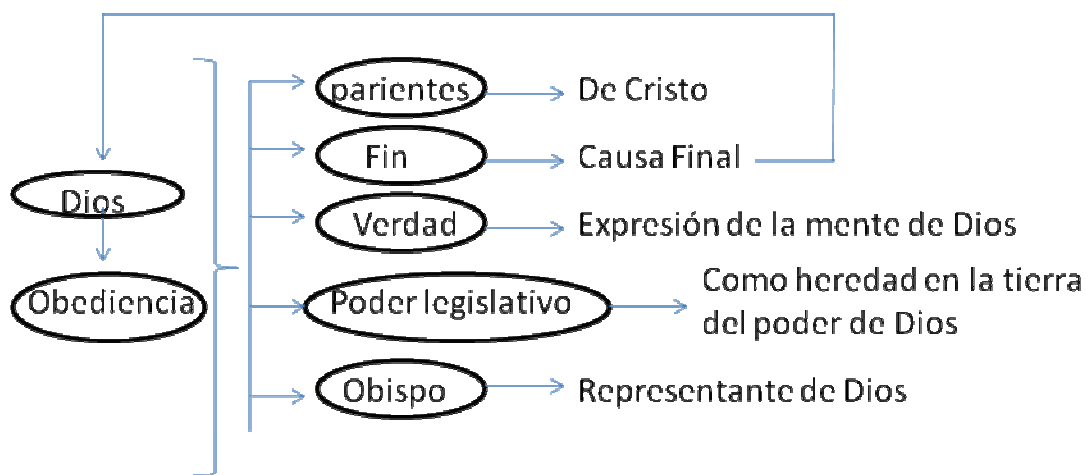 parientes
De Cristo
Fin
Causa Final
Dios
Verdad
Expresión de la mente de Dios
Obediencia
Poder legislativo
Como heredad en la tierra
del poder de Dios
Obispo
Representante de Dios